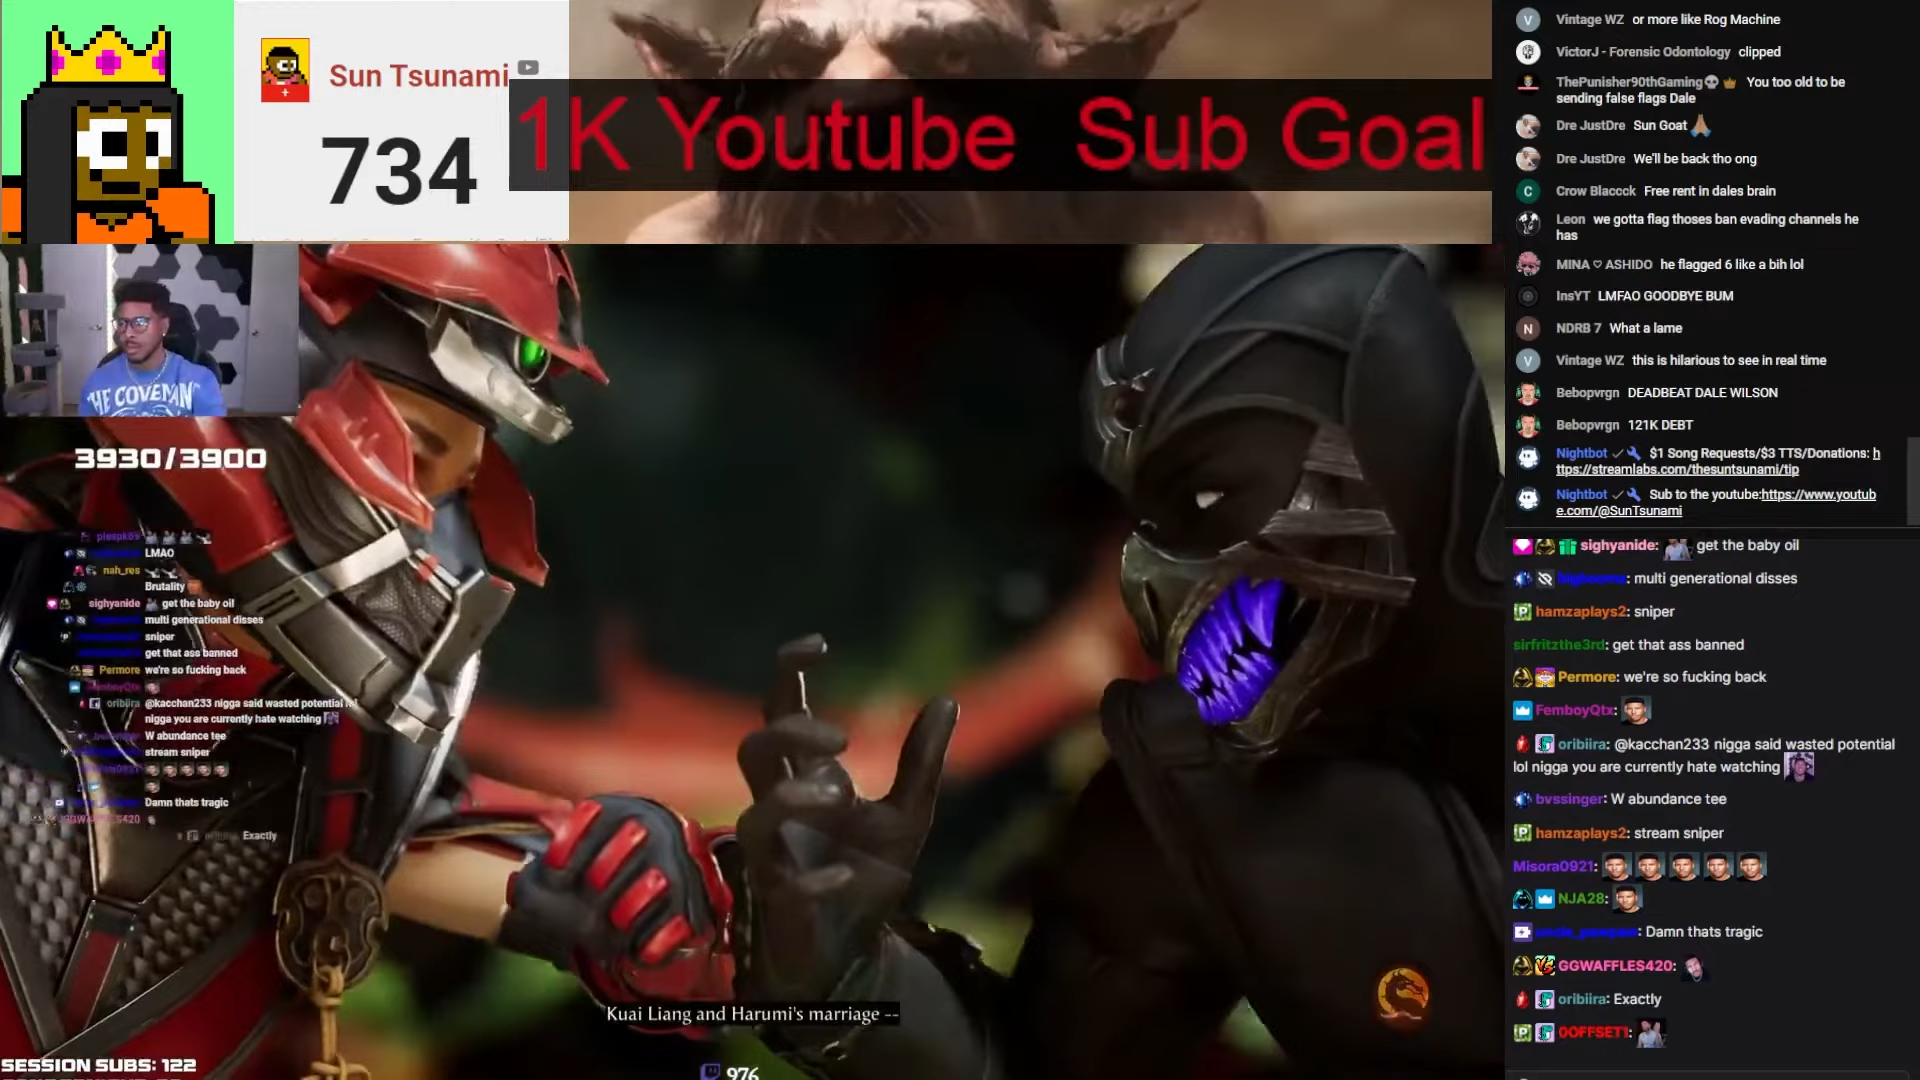 Sun Tsunami
734
1K Youtube Sub Goal
THE COVENANT
3930/3900
LMAO
nah_res
Brutality
sighyanide get the baby oil
multi generational disses
sniper
get that ass banned
Permore we're so fucking back
oribiira @kacchan233 nigga said wasted potential
nigga you are currently hate watching
W abundance tee
stream sniper
Damn thats tragic
GGWAFFLES420
Exactly
Kuai Liang and Harumi's marriage --
SESSION SUBS: 122
976
V Vintage WZ or more like Rog Machine
VictorJ - Forensic Odontology clipped
ThePunisher90thGaming💀 You too old to be
sending false flags Dale
Dre JustDre Sun Goat 🙏🏽
Dre JustDre We'll be back tho ong
C Crow Blaccck Free rent in dales brain
Leon we gotta flag thoses ban evading channels he
has
MINA ♡ ASHIDO he flagged 6 like a bih lol
InsYT LMFAO GOODBYE BUM
N NDRB 7 What a lame
V Vintage WZ this is hilarious to see in real time
Bebopvrgn DEADBEAT DALE WILSON
Bebopvrgn 121K DEBT
Nightbot $1 Song Requests/$3 TTS/Donations: h
ttps://streamlabs.com/thesuntsunami/tip
Nightbot Sub to the youtube:https://www.youtub
e.com/@SunTsunami
sighyanide: get the baby oil
multi generational disses
hamzaplays2: sniper
sirfritzthe3rd: get that ass banned
Permore: we're so fucking back
FemboyQtx:
oribiira: @kacchan233 nigga said wasted potential
lol nigga you are currently hate watching
bvssinger: W abundance tee
hamzaplays2: stream sniper
Misora0921:
NJA28:
Damn thats tragic
GGWAFFLES420:
oribiira: Exactly
0OFFSET1: